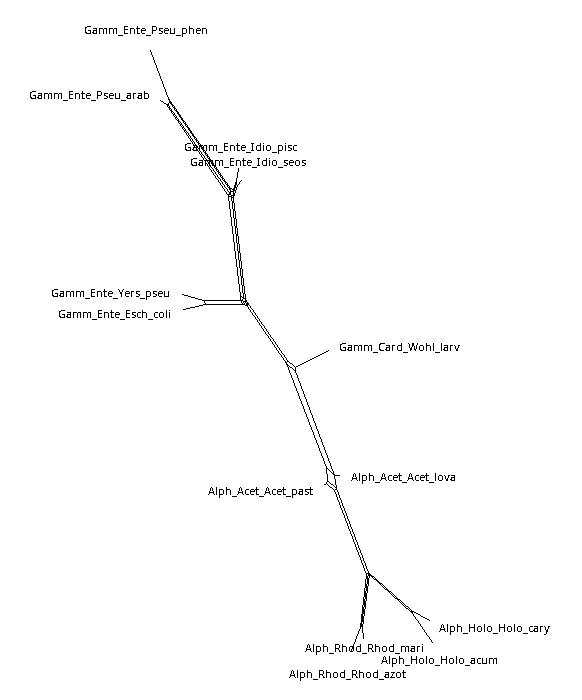 Gamm_Ente_Pseu_phen
Gamm_Ente_Pseu_arab
Gamm_Ente_Idio_pisc
Gamm_Ente_Idio_seos
Gamm_Ente_Yers_pseu
Gamm_Ente_Esch_coli
Gamm_Card_Wohl_larv
Alph_Acet_Acet_lova
Alph_Acet_Acet_past
Alph_Holo_Holo_cary
Alph_Rhod_Rhod_mari
Alph_Holo_Holo_acum
Alph_Rhod_Rhod_azot